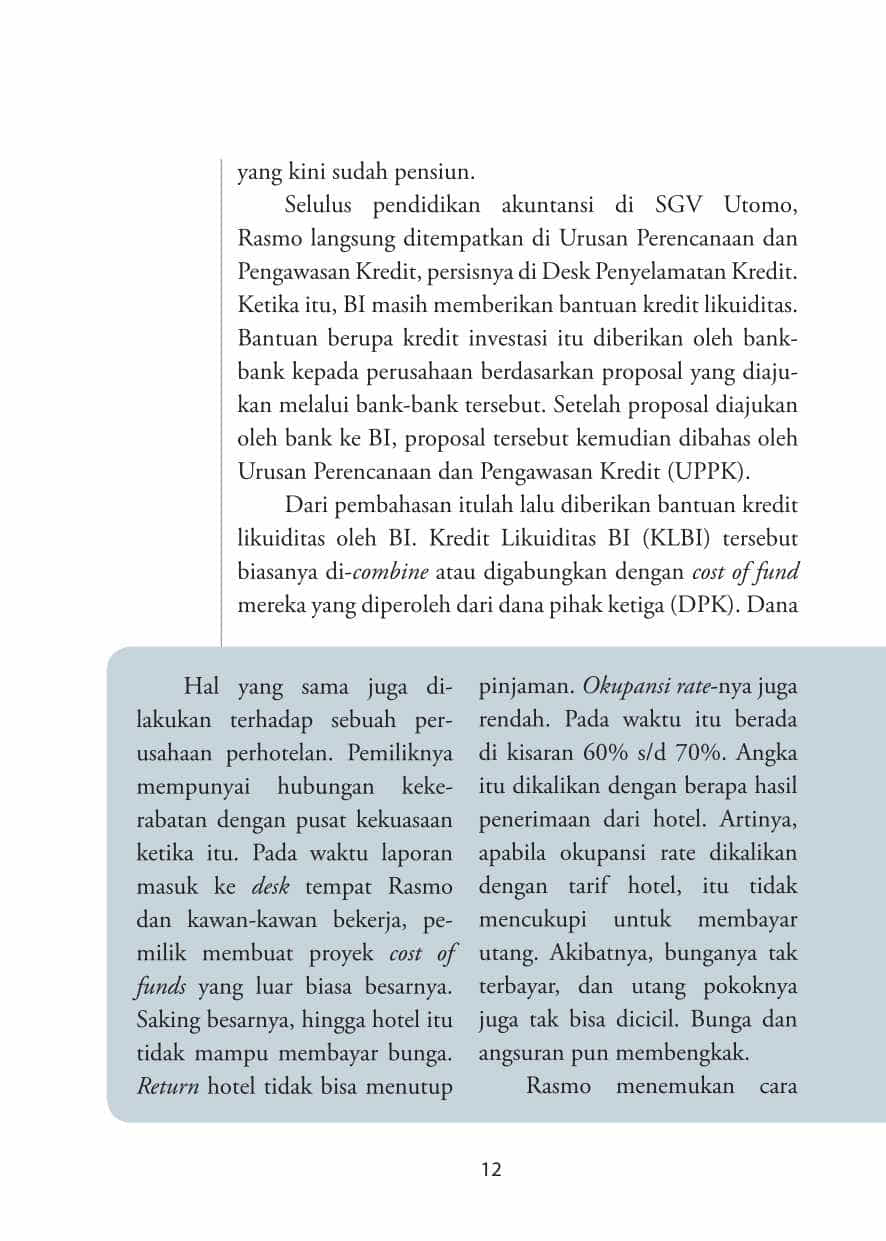 yang kini sudah pensiun.
Selulus pendidikan akuntansi di SGV Utomo,
Rasmo langsung ditempatkan di Urusan Perencanaan dan
Pengawasan Kredit, persisnya di Desk Penyelamatan Kredit.
Ketika itu, BI masih memberikan bantuan kredit likuiditas.
Bantuan berupa kredit investasi itu diberikan oleh bank-
bank kepada perusahaan berdasarkan proposal yang diaju-
kan melalui bank-bank tersebut. Setelah proposal diajukan
oleh bank ke BI, proposal tersebut kemudian dibahas oleh
Urusan Perencanaan dan Pengawasan Kredit (UPPK).
Dari pembahasan itulah lalu diberikan bantuan kredit
likuiditas oleh BI. Kredit Likuiditas BI (KLBI) tersebut
biasanya di-combine atau digabungkan dengan cost of fund
mereka yang diperoleh dari dana pihak ketiga (DPK). Dana
Hal yang sama juga di-
lakukan terhadap sebuah per-
usahaan perhotelan. Pemiliknya
mempunyai hubungan keke-
rabatan dengan pusat kekuasaan
ketika itu. Pada waktu laporan
masuk ke desk tempat Rasmo
dan kawan-kawan bekerja, pe-
milik membuat proyek cost of
funds yang luar biasa besarnya.
Saking besarnya, hingga hotel itu
tidak mampu membayar bunga.
Return hotel tidak bisa menutup
pinjaman. Okupansi rate-nya juga
rendah. Pada waktu itu berada
di kisaran 60% s/d 70%. Angka
itu dikalikan dengan berapa hasil
penerimaan dari hotel. Artinya,
apabila okupansi rate dikalikan
dengan tarif hotel, itu tidak
mencukupi untuk membayar
utang. Akibatnya, bunganya tak
terbayar, dan utang pokoknya
juga tak bisa dicicil. Bunga dan
angsuran pun membengkak.
Rasmo menemukan cara
12